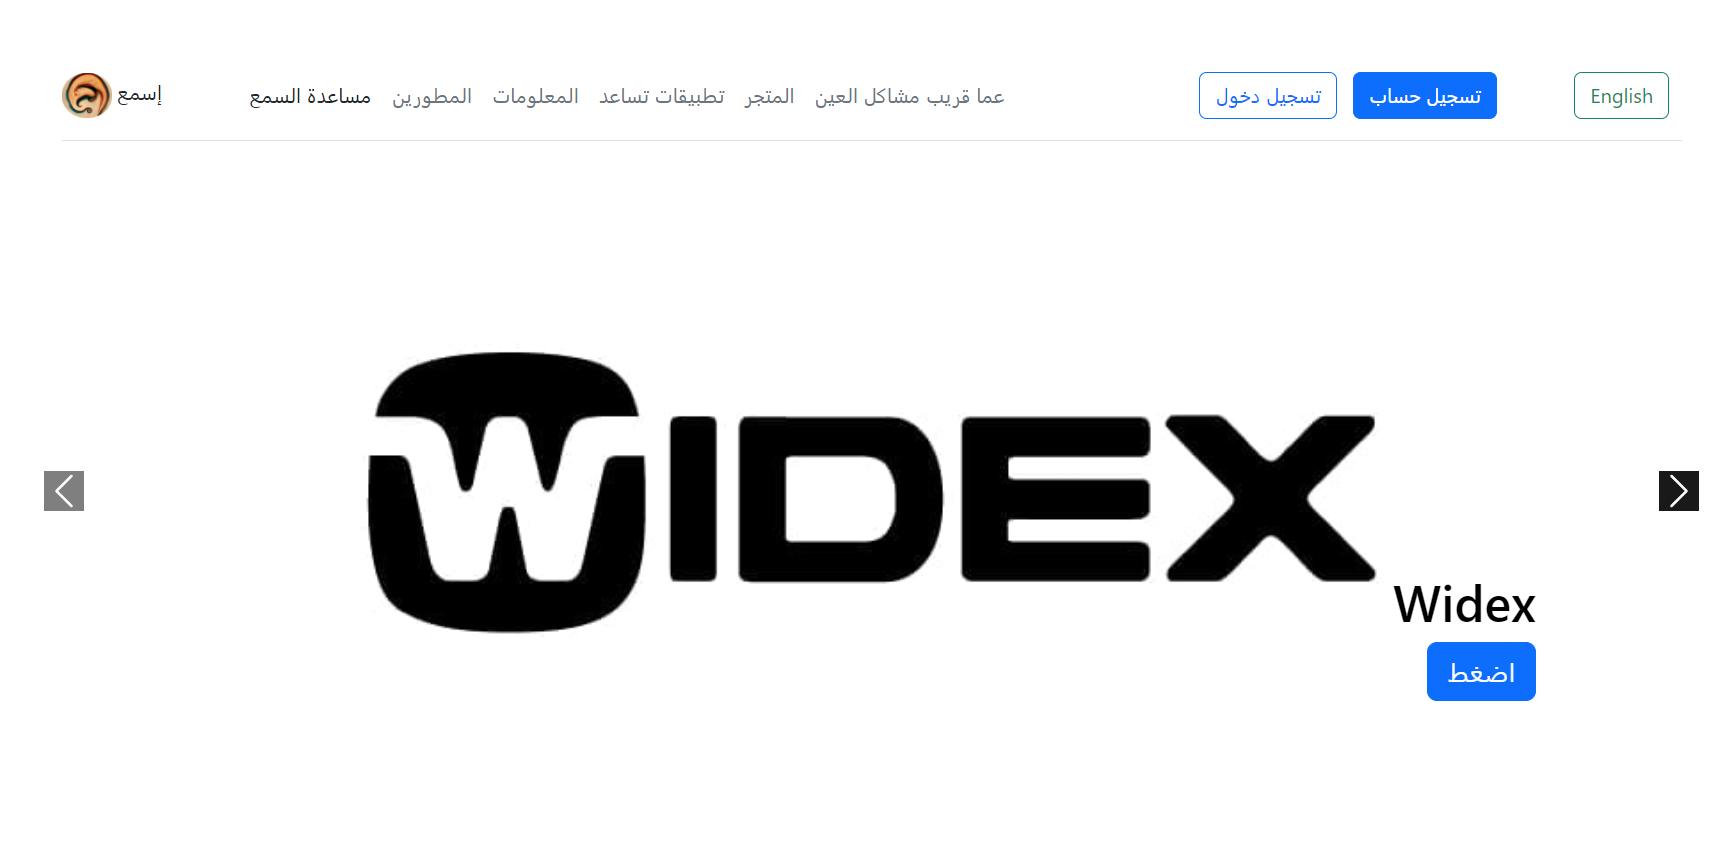 إسمع
مساعدة السمع
المطورين
المعلومات
تطبيقات تساعد
المتجر
عما قريب مشاكل العين
تسجيل دخول
تسجيل حساب
English
WIDEX
Widex
اضغط